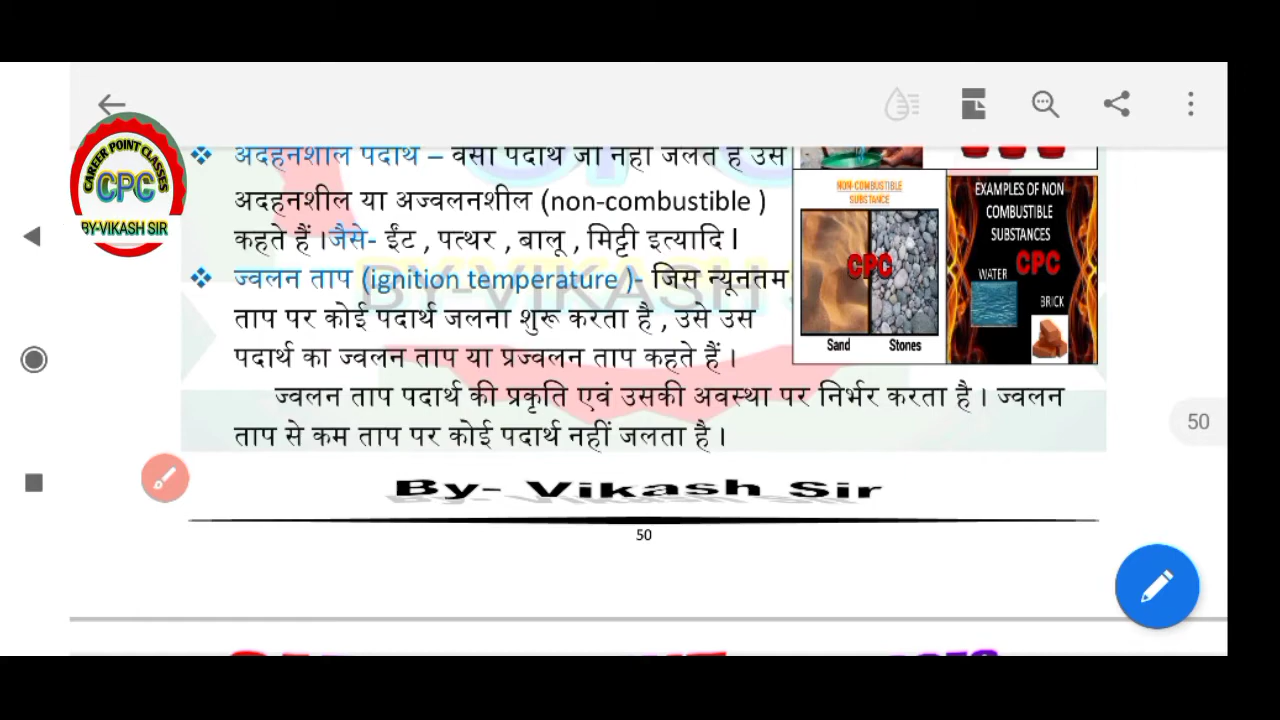 CAREER POINT CLASSES
CPC
BY-VIKASH SIR
अदहनशील पदार्थ – वैसा पदार्थ जो नहीं जलते हैं उसे
अदहनशील या अज्वलनशील (non-combustible )
कहते हैं ।जैसे- ईंट , पत्थर , बालू , मिट्टी इत्यादि l
ज्वलन ताप (ignition temperature )- जिस न्यूनतम
ताप पर कोई पदार्थ जलना शुरू करता है , उसे उस
पदार्थ का ज्वलन ताप या प्रज्वलन ताप कहते हैं ।
ज्वलन ताप पदार्थ की प्रकृति एवं उसकी अवस्था पर निर्भर करता है । ज्वलन
ताप से कम ताप पर कोई पदार्थ नहीं जलता है ।
NON-COMBUSTIBLE
SUBSTANCE
CPC
Sand Stones
EXAMPLES OF NON
COMBUSTIBLE
SUBSTANCES
WATER CPC
BRICK
BY-VIKASH S
50
By- Vikash Sir
50